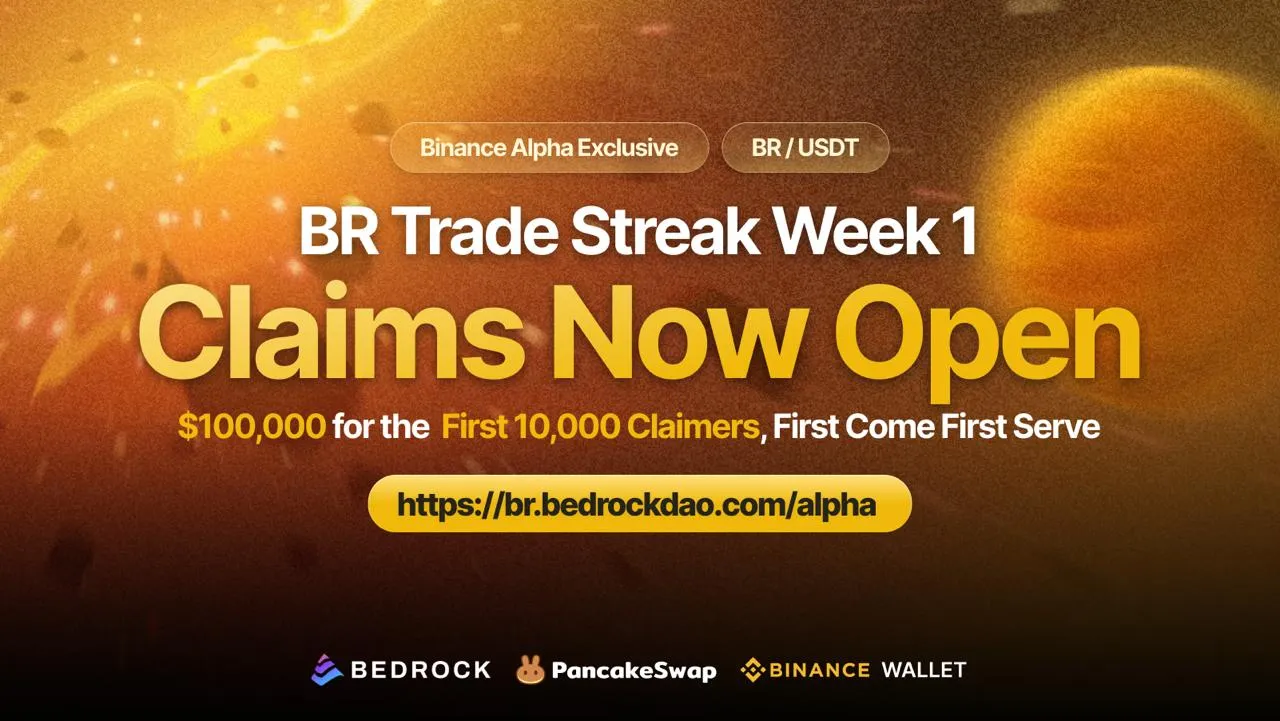 Binance Alpha Exclusive
BR / USDT
BR Trade Streak Week 1
Claims Now Open
$100,000 for the First 10,000 Claimers, First Come First Serve
https://br.bedrockdao.com/alpha
BEDROCK PancakeSwap BINANCE WALLET